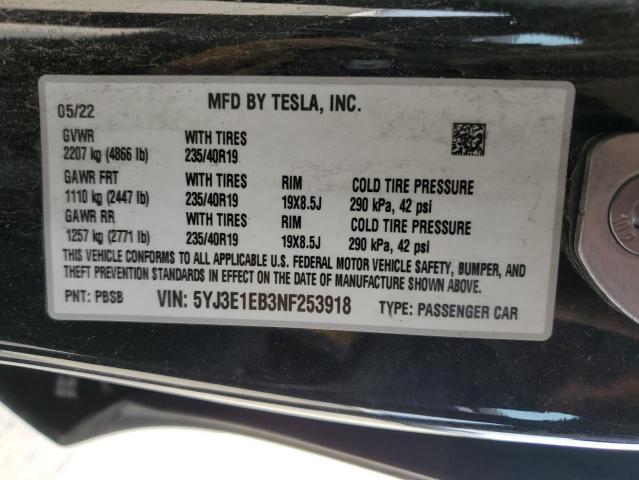 05/22 MFD BY TESLA, INC.
GVWR WITH TIRES
2207 kg (4866 lb) 235/40R19
GAWR FRT WITH TIRES RIM COLD TIRE PRESSURE
1110 kg (2447 lb) 235/40R19 19X8.5J 290 kPa, 42 psi
GAWR RR WITH TIRES RIM COLD TIRE PRESSURE
1257 kg (2771 lb) 235/40R19 19X8.5J 290 kPa, 42 psi
THIS VEHICLE CONFORMS TO ALL APPLICABLE U.S. FEDERAL MOTOR VEHICLE SAFETY, BUMPER, AND
THEFT PREVENTION STANDARDS IN EFFECT ON THE DATE OF MANUFACTURE SHOWN ABOVE.
PNT: PBSB VIN: 5YJ3E1EB3NF253918 TYPE: PASSENGER CAR